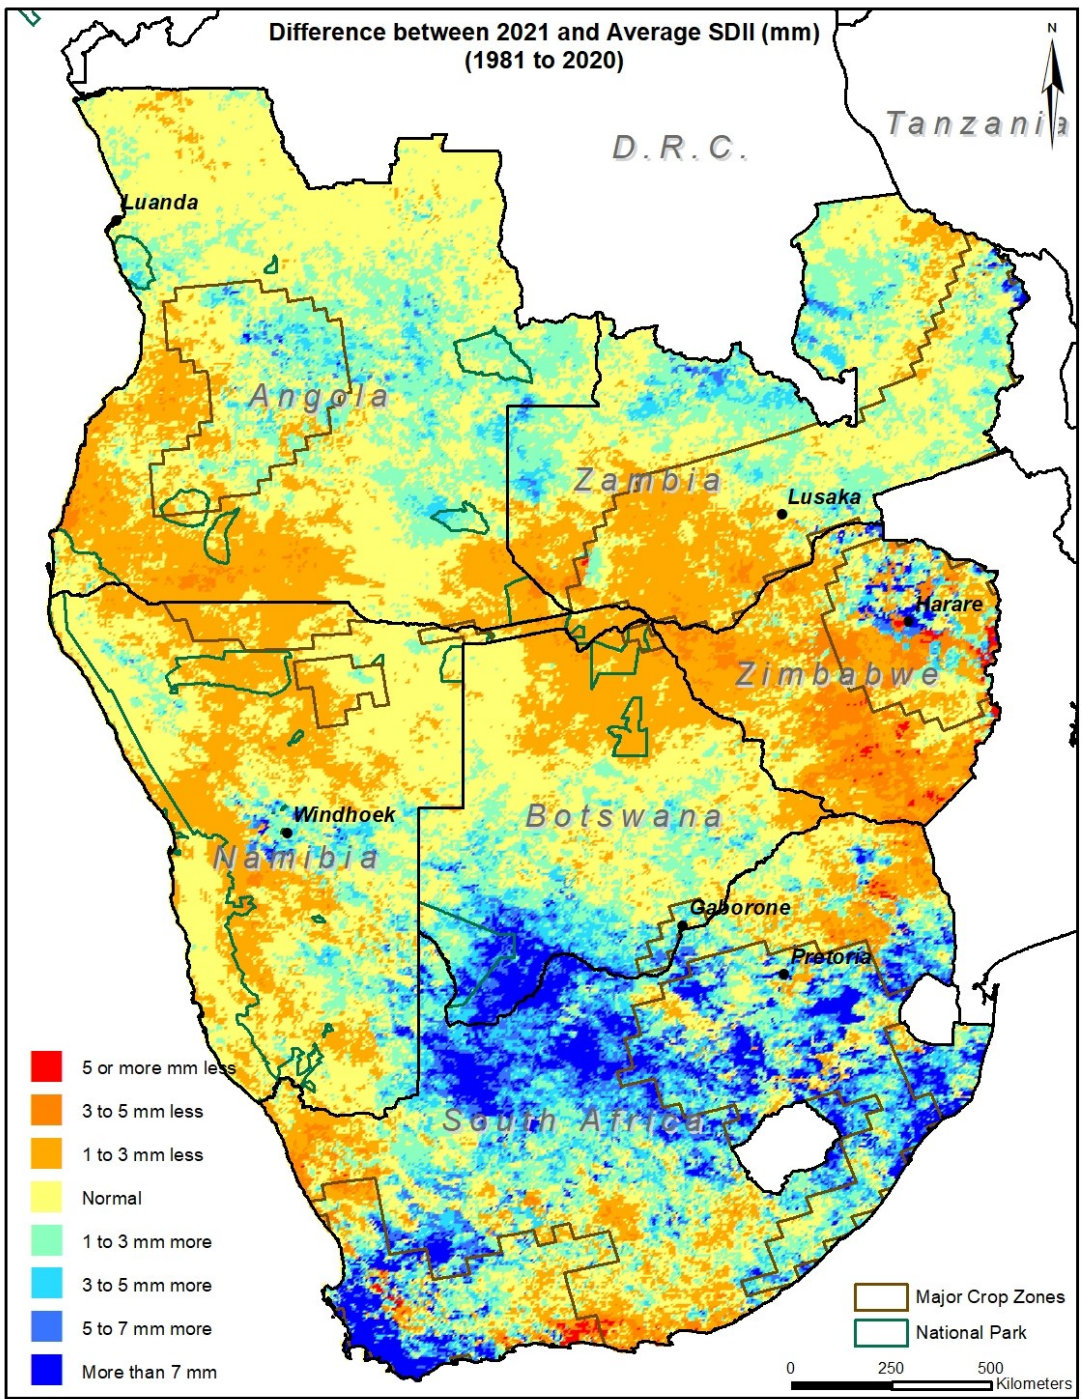 Difference between 2021 and Average SDII (mm)
(1981 to 2020)
N
Tanzania
D.R.C.
Luanda
Angola
Zambia
Lusaka
Harare
Zimbabwe
Windhoek
Botswana
Namibia
Gaborone
Pretoria
South Africa
5 or more mm less
3 to 5 mm less
1 to 3 mm less
Normal
1 to 3 mm more
3 to 5 mm more
5 to 7 mm more
More than 7 mm
Major Crop Zones
National Park
0 250 500
Kilometers